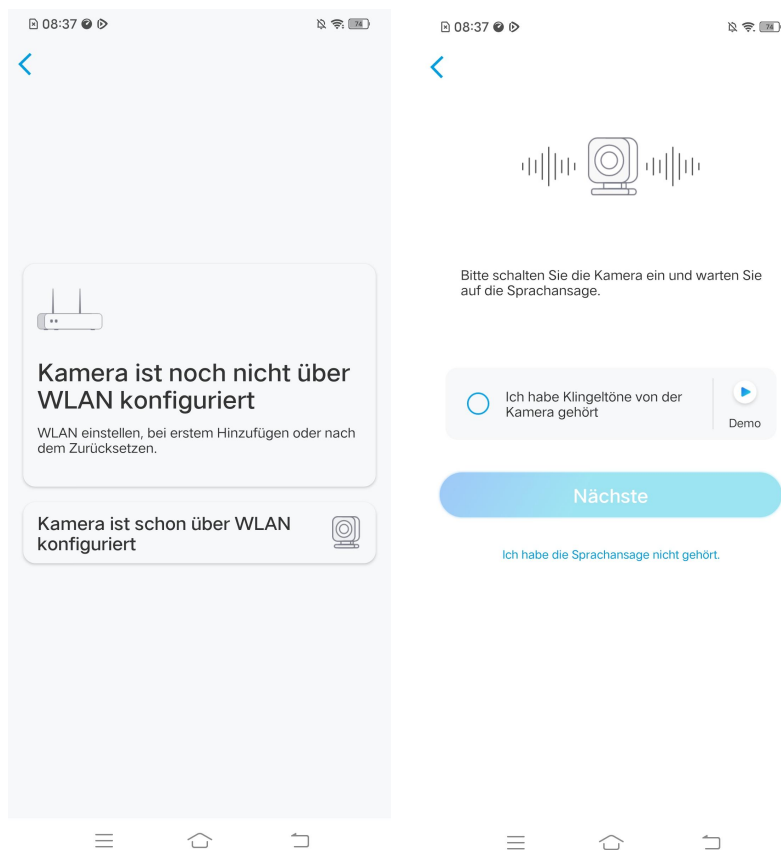 08:37
74
Kamera ist noch nicht über
WLAN konfiguriert
WLAN einstellen, bei erstem Hinzufügen oder nach
dem Zurücksetzen.
Kamera ist schon über WLAN
konfiguriert
08:37
74
Bitte schalten Sie die Kamera ein und warten Sie
auf die Sprachansage.
Ich habe Klingeltöne von der
Kamera gehört
Demo
Nächste
Ich habe die Sprachansage nicht gehört.